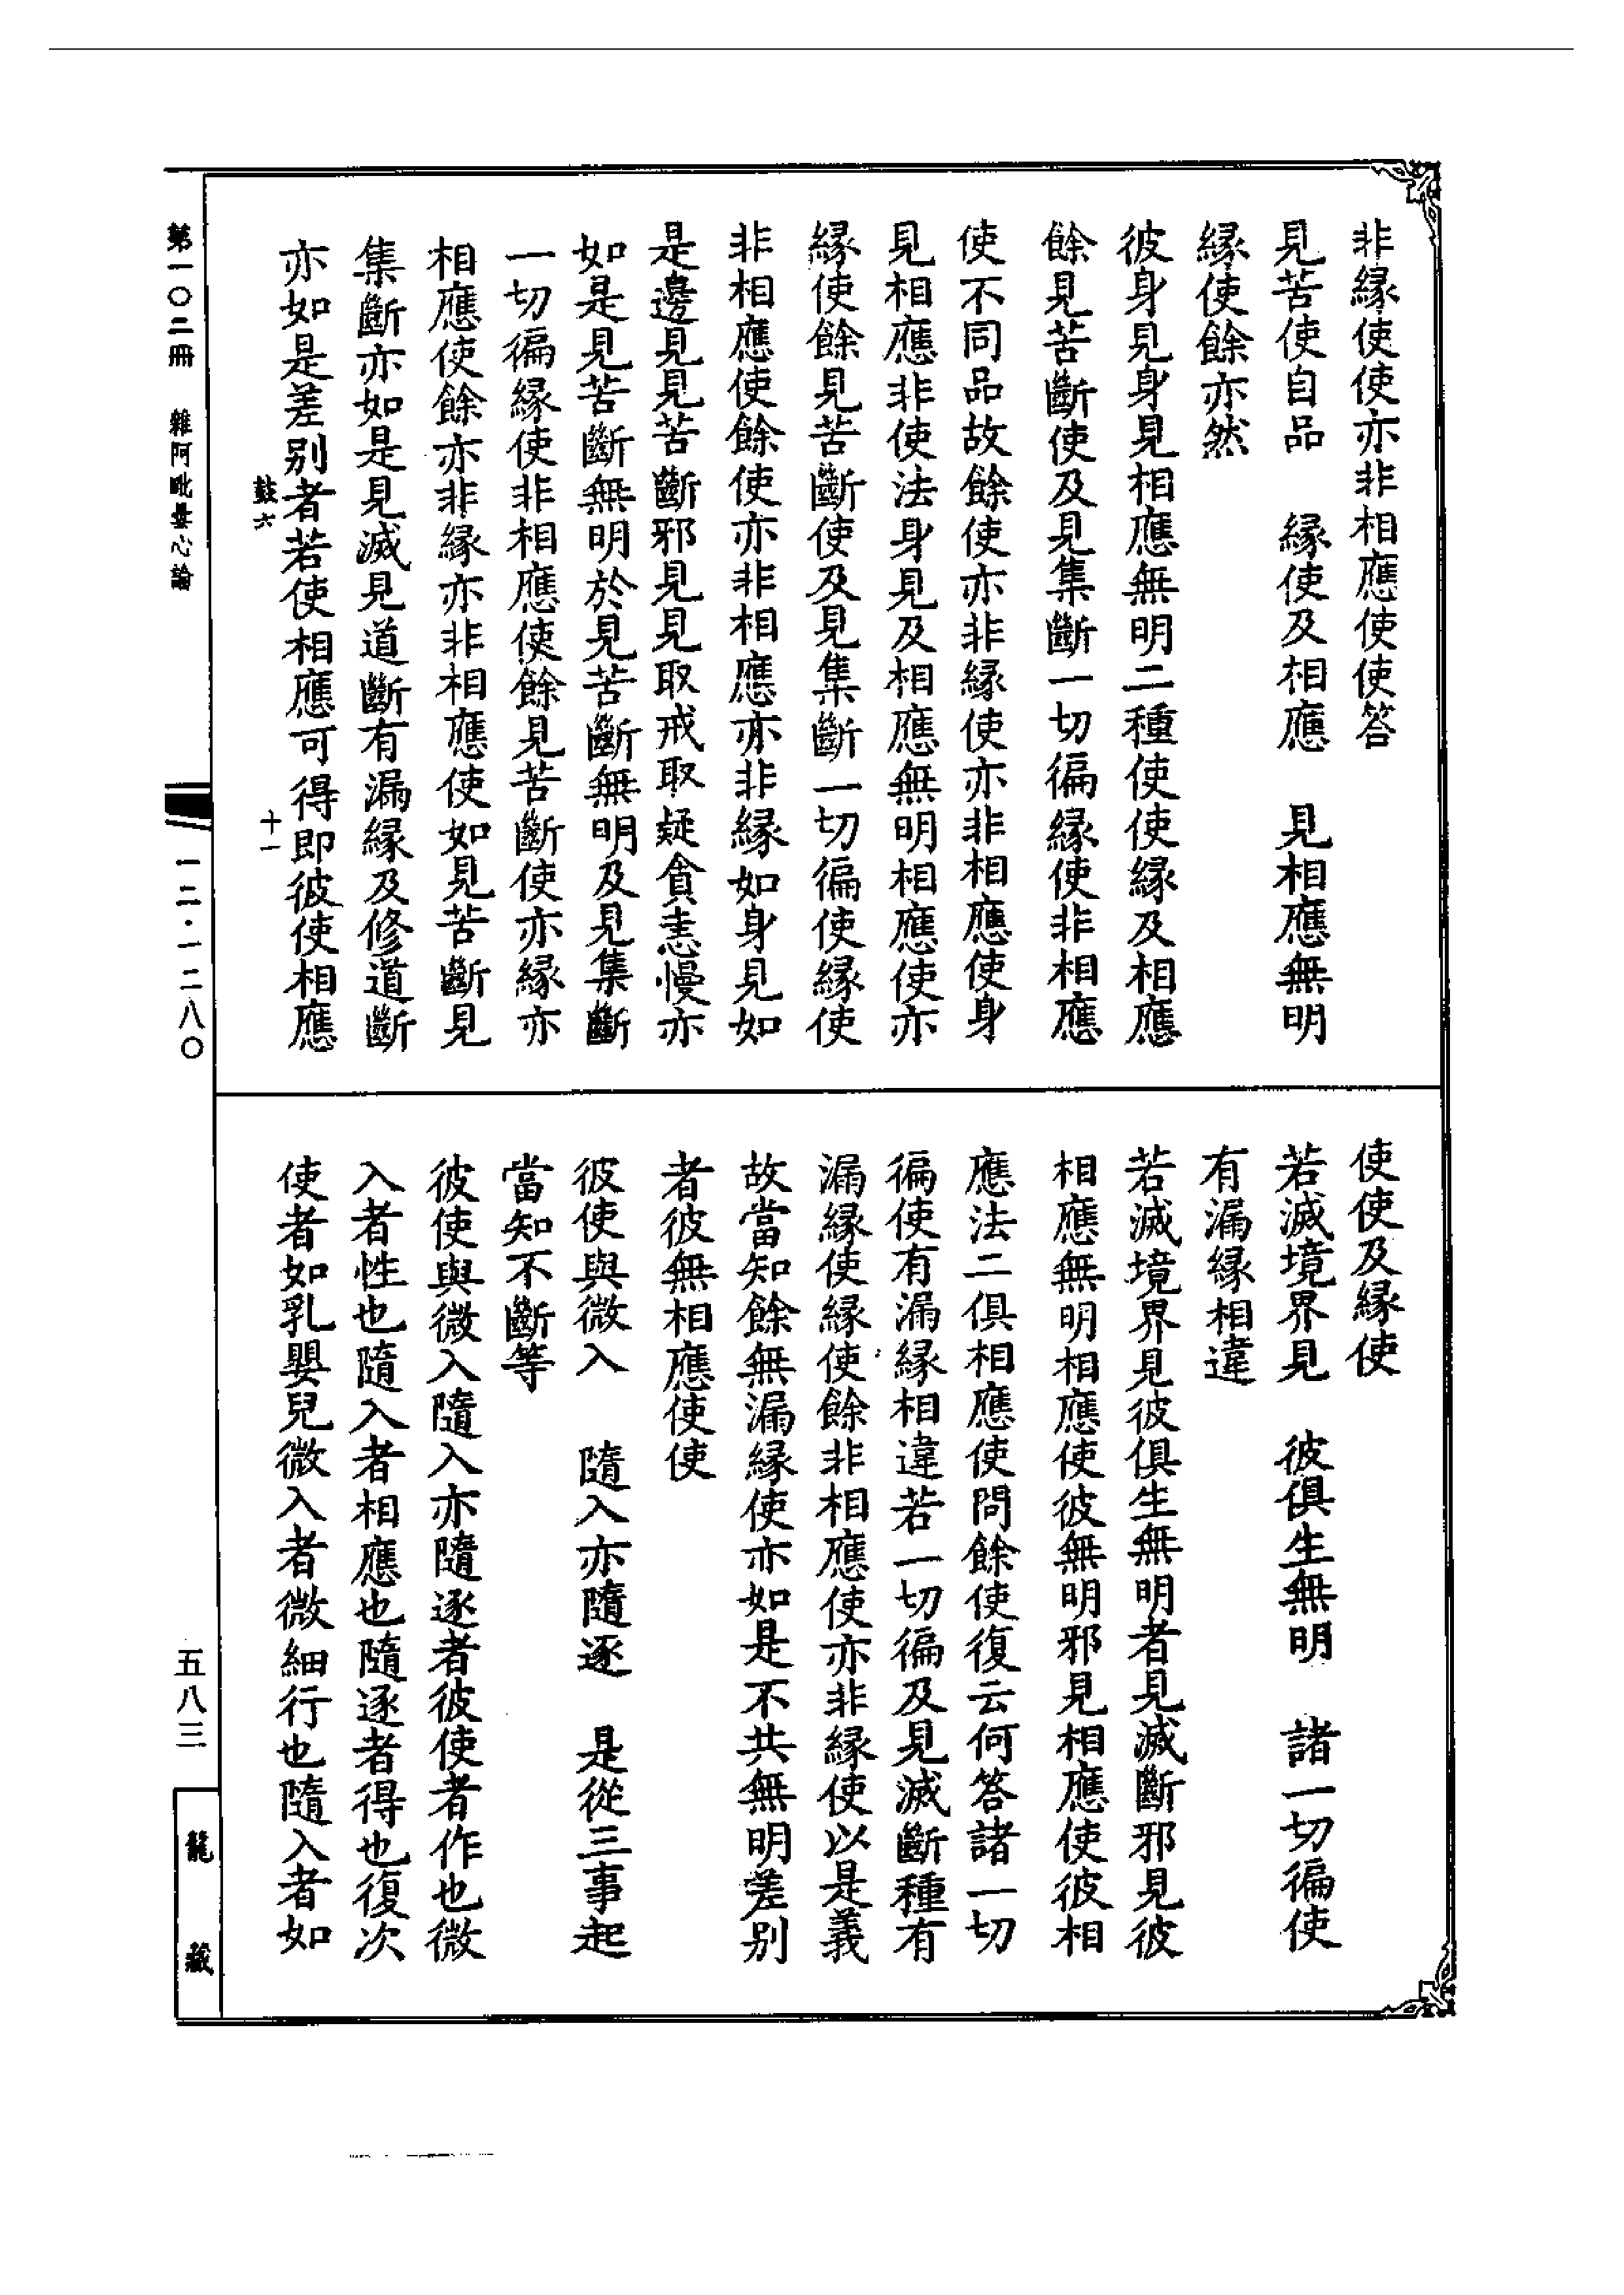 非縁使使亦非相應使使答
見苦使自品　縁使及相應　見相應無明
縁使餘亦然
彼身見身見相應無明二種使使縁及相應
餘見苦斷使及見集斷一切徧縁使非相應
使不同品故餘使亦非縁使亦非相應使身
見相應非使法身見及相應無明相應使亦
縁使餘見苦斷使及見集斷一切徧使縁使
非相應使餘使亦非相應亦非縁如身見如
是邊見見苦斷邪見見取戒取疑貪恚慢亦
如是見苦斷無明於見苦斷無明及見集斷
一切徧縁使非相應使餘見苦斷使亦縁亦
相應使餘亦非縁亦非相應使如見苦斷見
集斷亦如是見滅見道斷有漏縁及修道斷
亦如是差别者若使相應可得即彼使相應
使使及縁使
若滅境界見　彼俱生無明　諸一切徧使
有漏縁相違
若滅境界見彼俱生無明者見滅斷邪見彼
相應無明相應使彼無明邪見相應使彼相
應法二俱相應使問餘使復云何答諸一切
徧使有漏縁相違若一切徧及見滅斷種有
漏縁使縁使餘非相應使亦非縁使以是義
故當知餘無漏縁使亦如是不共無明差别
者彼無相應使使
彼使與微入　隨入亦隨逐　是從三事起
當知不斷等
彼使與微入隨入亦隨逐者彼使者作也微
入者性也隨入者相應也隨逐者得也復次
使者如乳嬰兒微入者微細行也隨入者如
鼓六　十一
第一〇二冊　雜阿毗曇心論　一二·一二八〇　五八三
龍藏